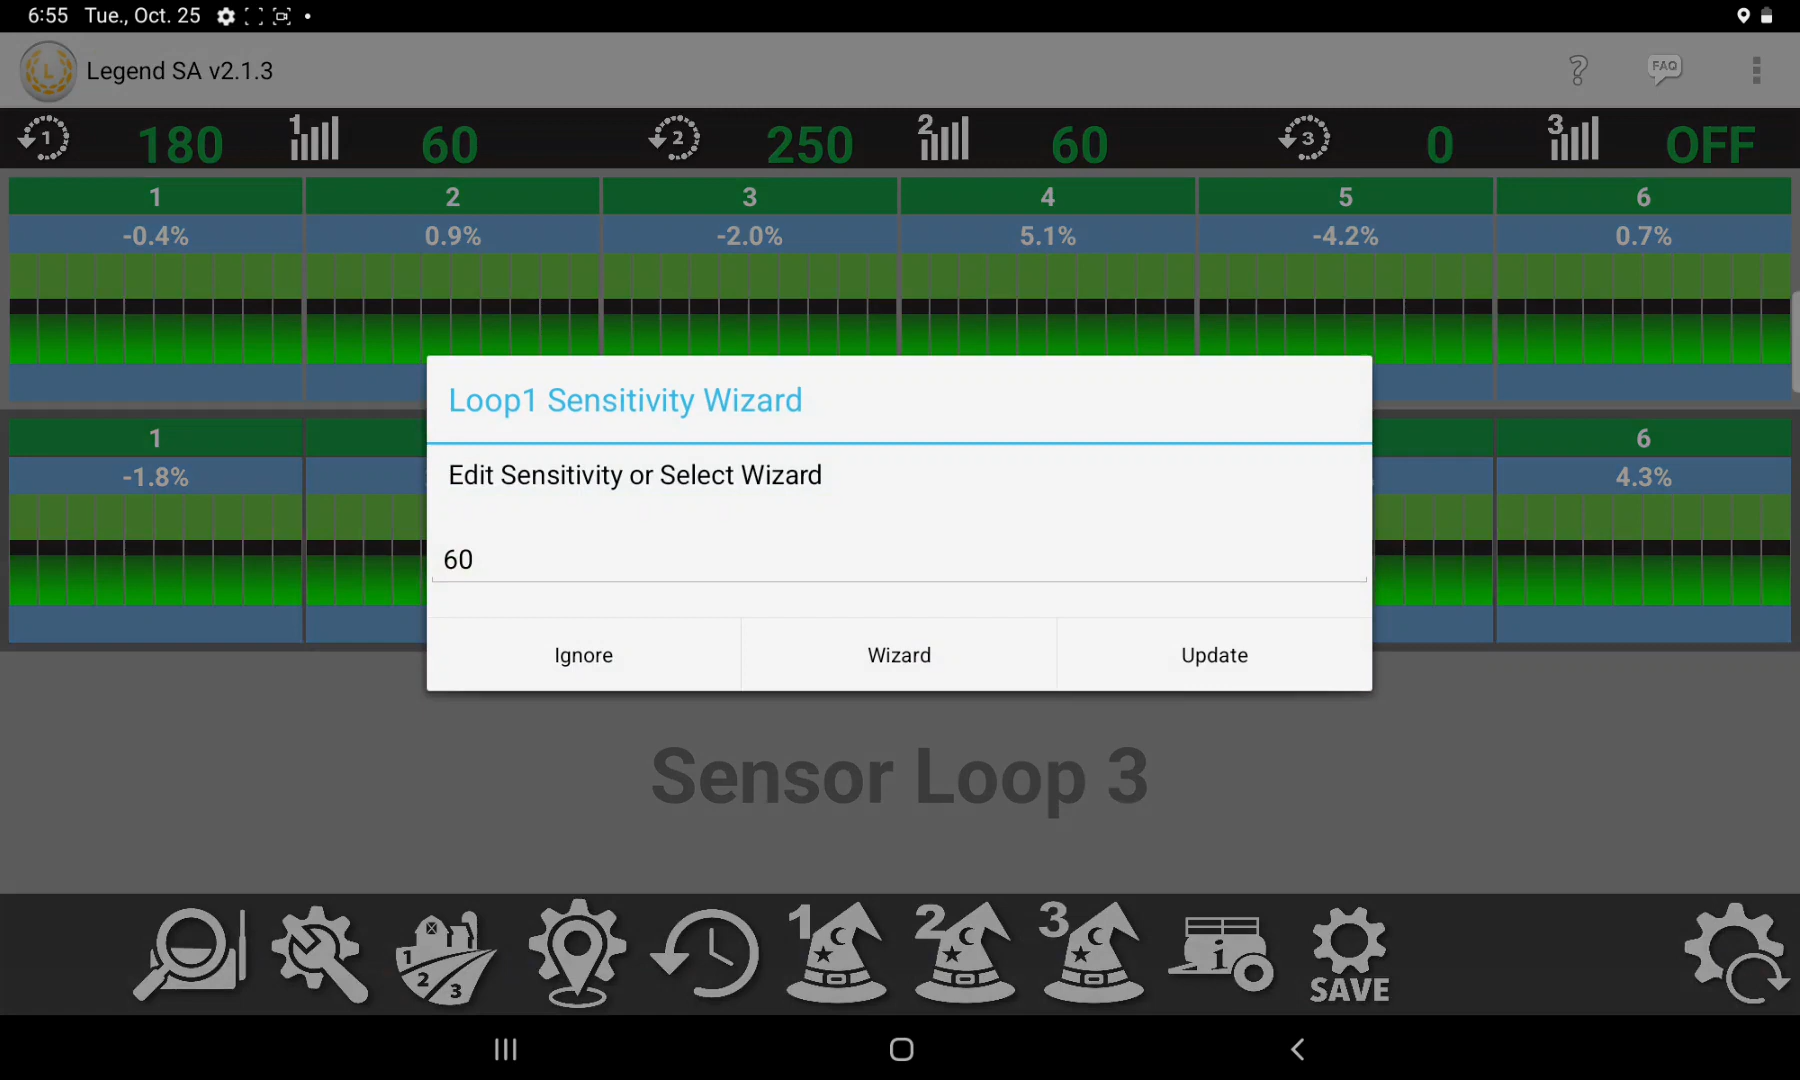 6:55 Tue., Oct. 25
Legend SA v2.1.3
? FAQ
1 180 1 60 2 250 2 60 3 0 3 OFF
1 2 3 4 5 6
-0.4% 0.9% -2.0% 5.1% -4.2% 0.7%
1 6
-1.8% 4.3%
Loop1 Sensitivity Wizard
Edit Sensitivity or Select Wizard
60
Ignore Wizard Update
Sensor Loop 3
1 2 3 1 2 3 i SAVE